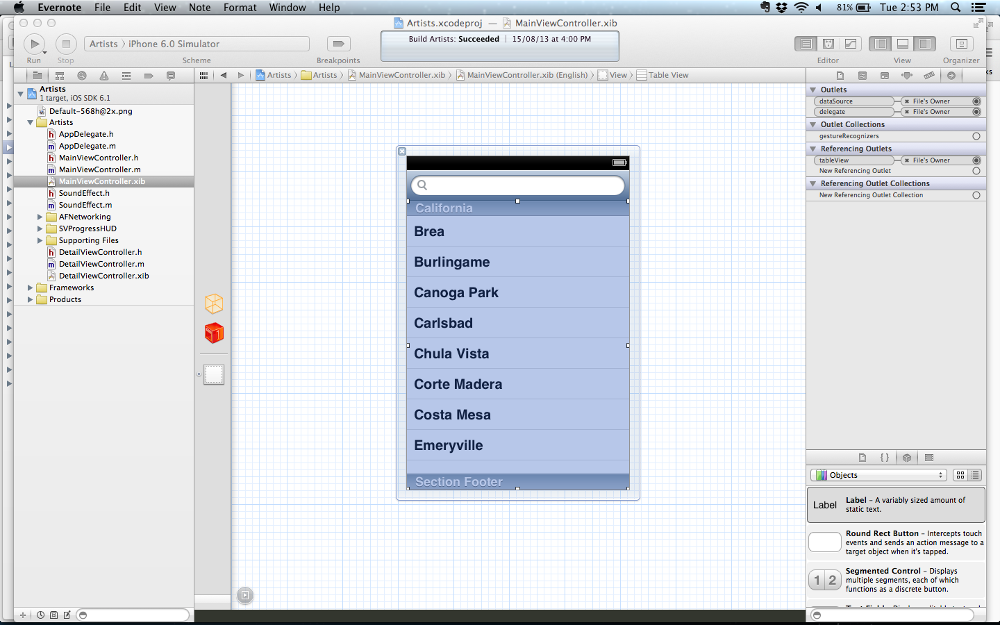 Evernote File Edit View Note Format Window Help 81% Tue 2:53 PM
Artists.xcodeproj — MainViewController.xib
Artists 〉 iPhone 6.0 Simulator
Build Artists: Succeeded | 15/08/13 at 4:00 PM
Run Stop Scheme Breakpoints Editor View Organizer
Artists 〉 Artists 〉 MainViewController.xib 〉 MainViewController.xib (English) 〉 View 〉 Table View
Artists
1 target, iOS SDK 6.1
Default-568h@2x.png
Artists
h AppDelegate.h
m AppDelegate.m
h MainViewController.h
m MainViewController.m
MainViewController.xib
h SoundEffect.h
m SoundEffect.m
AFNetworking
SVProgressHUD
Supporting Files
h DetailViewController.h
m DetailViewController.m
DetailViewController.xib
Frameworks
Products
California
Brea
Burlingame
Canoga Park
Carlsbad
Chula Vista
Corte Madera
Costa Mesa
Emeryville
Section Footer
Outlets
dataSource File's Owner
delegate File's Owner
Outlet Collections
gestureRecognizers
Referencing Outlets
tableView File's Owner
New Referencing Outlet
Referencing Outlet Collections
New Referencing Outlet Collection
{ }
Objects
Label
Label – A variably sized amount of
static text.
Round Rect Button – Intercepts touch
events and sends an action message to a
target object when it's tapped.
1 2
Segmented Control – Displays
multiple segments, each of which
functions as a discrete button.